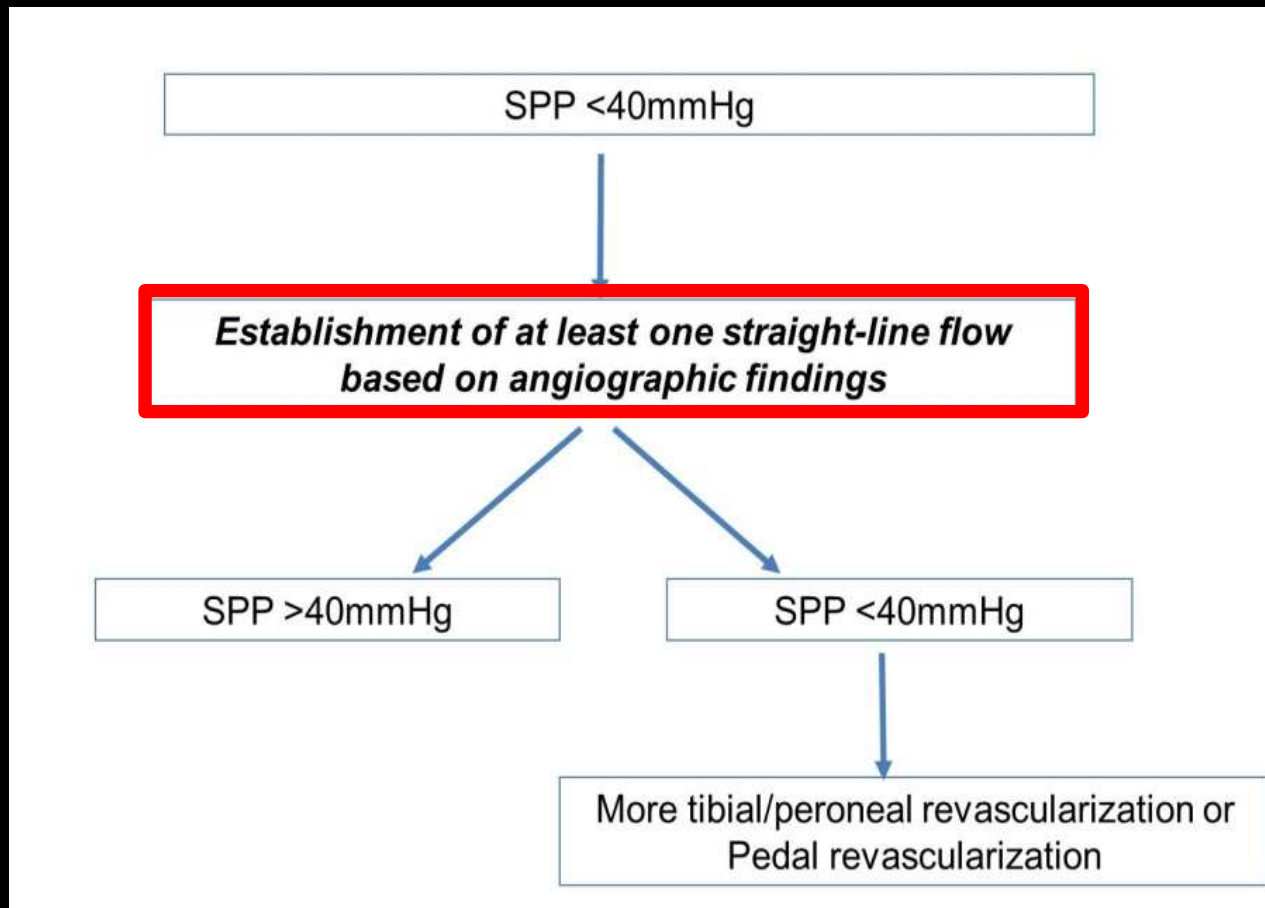 SPP <40mmHg
Establishment of at least one straight-line flow
based on angiographic findings
SPP >40mmHg
SPP <40mmHg
More tibial/peroneal revascularization or
Pedal revascularization